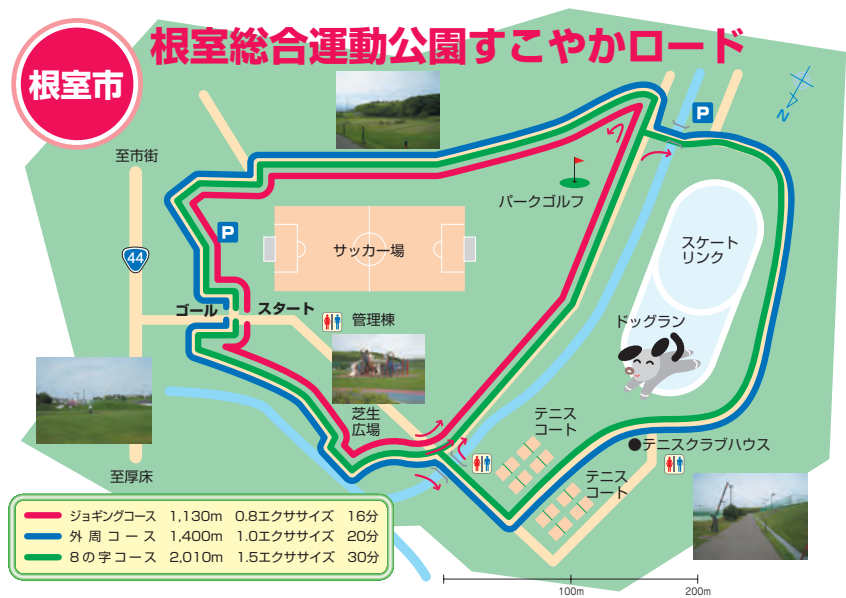 根室総合運動公園すこやかロード
根室市
P
N
至市街
パークゴルフ
P
サッカー場
スケート
リンク
44
ゴール
スタート
管理棟
ドッグラン
芝生
広場
テニス
コート
テニスクラブハウス
テニス
コート
至厚床
ジョギングコース 1,130m 0.8エクササイズ 16分
外周コース 1,400m 1.0エクササイズ 20分
8の字コース 2,010m 1.5エクササイズ 30分
100m 200m